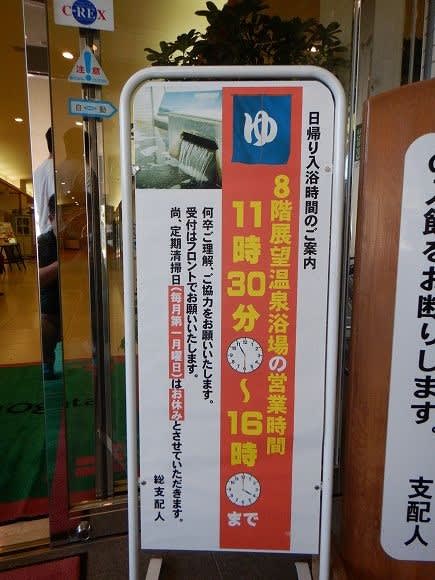 C-REX
注意
自動
日帰り入浴時間のご案内
ゆ
8階展望温泉浴場の営業時間
11時30分
〜16時
まで
何卒ご理解、ご協力をお願いいたします。
受付はフロントでお願いいたします。
尚、定期清掃日(毎月第一月曜日)はお休みとさせていただきます。
総支配人
入館をお断りします。
支配人